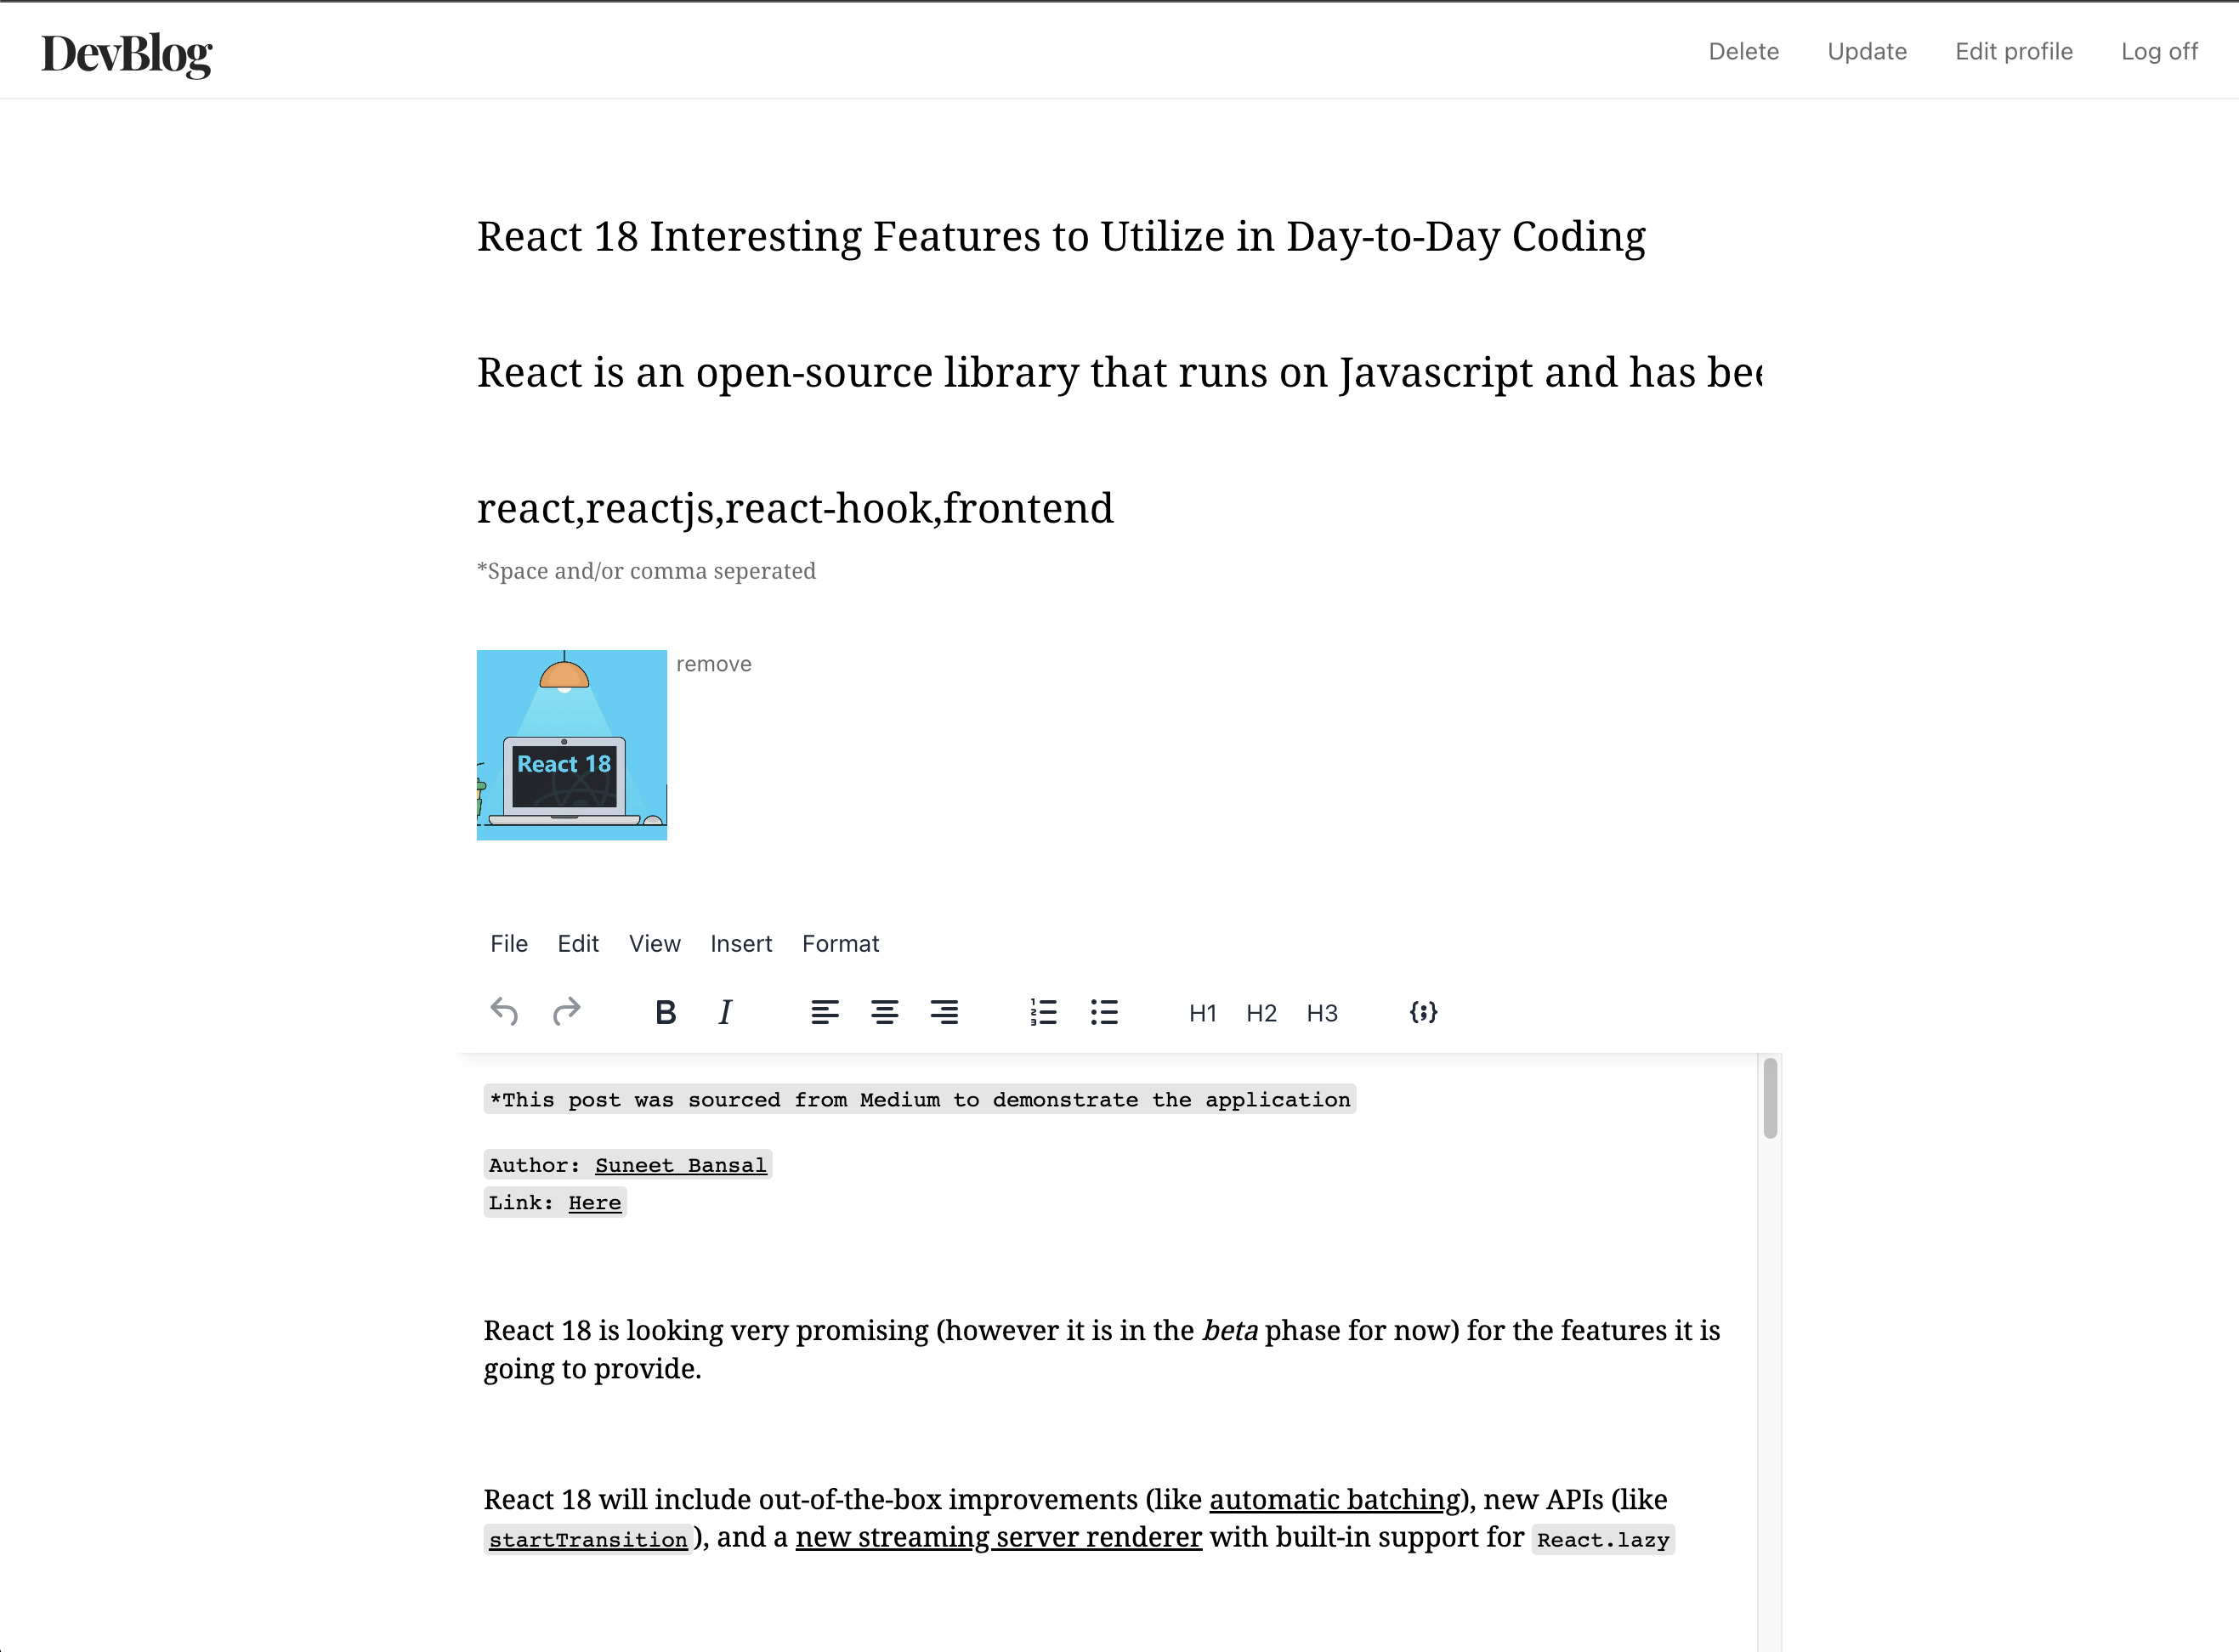 DevBlog
Delete Update Edit profile Log off
React 18 Interesting Features to Utilize in Day-to-Day Coding
React is an open-source library that runs on Javascript and has
react,reactjs,react-hook,frontend
*Space and/or comma seperated
remove
React 18
File Edit View Insert Format
B I H1 H2 H3 {;}
*This post was sourced from Medium to demonstrate the application
Author: Suneet Bansal
Link: Here
React 18 is looking very promising (however it is in the beta phase for now) for the features it is
going to provide.
React 18 will include out-of-the-box improvements (like automatic batching), new APIs (like
startTransition), and a new streaming server renderer with built-in support for React.lazy